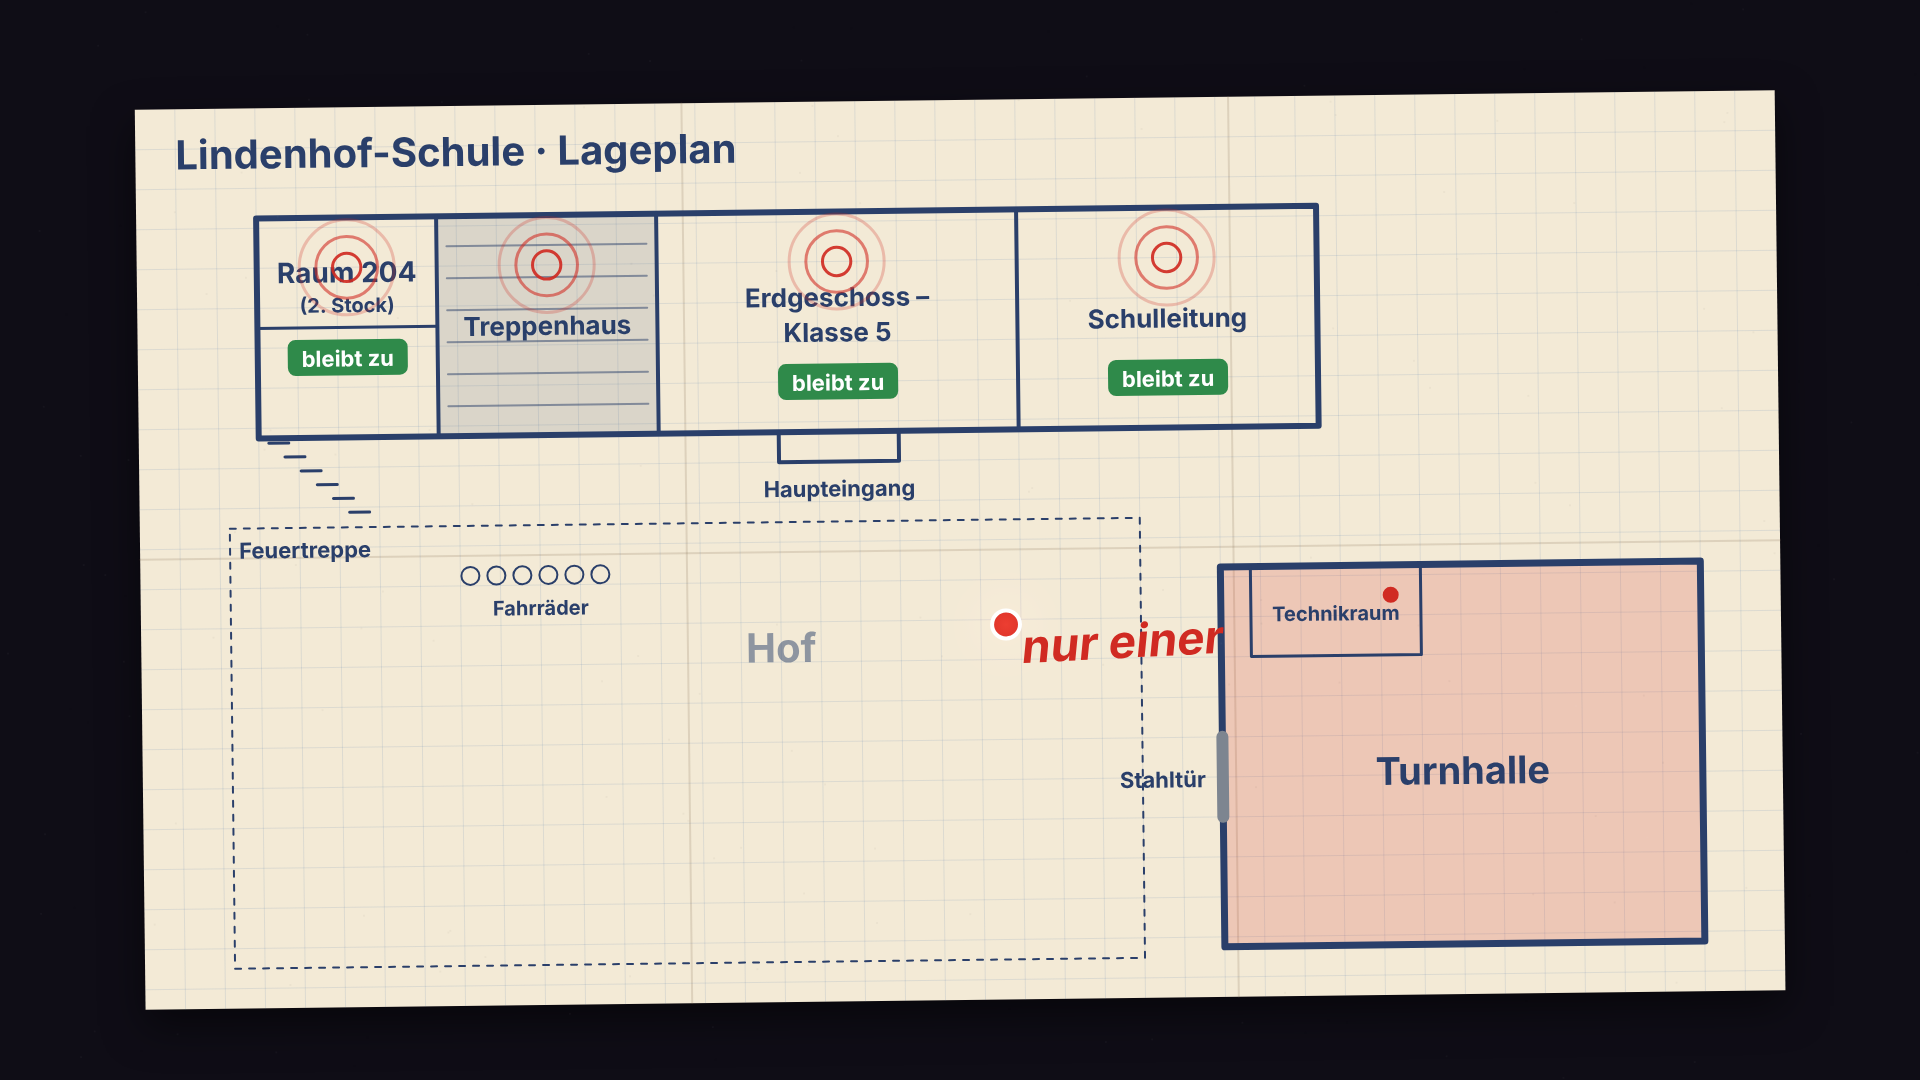 Lindenhof-Schule · Lageplan
Raum 204
(2. Stock)
bleibt zu
Treppenhaus
Erdgeschoss –
Klasse 5
bleibt zu
Schulleitung
bleibt zu
Haupteingang
Feuertreppe
Fahrräder
Hof
nur einer
Technikraum
Stahltür
Turnhalle